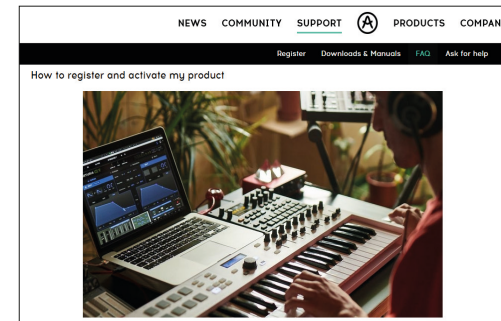 NEWS COMMUNITY SUPPORT PRODUCTS COMPAN
Register Downloads & Manuals FAQ Ask for help
How to register and activate my product